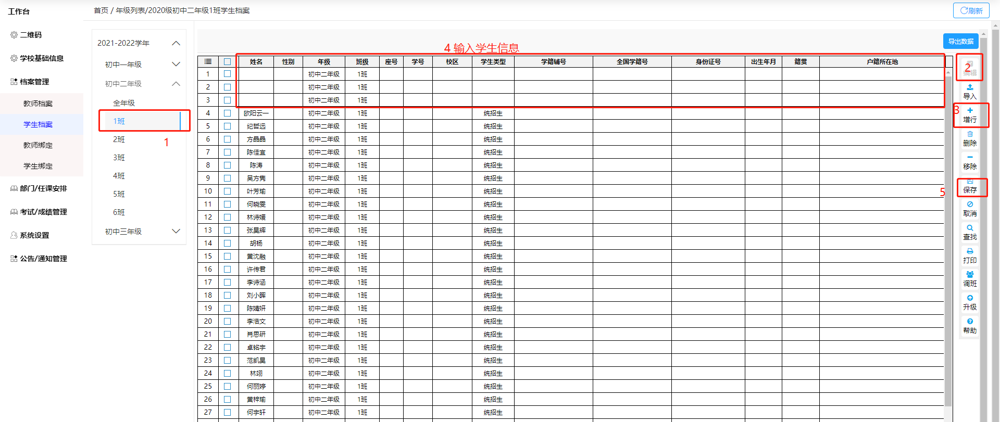 工作台
首页 / 年级列表/2020级初中二年级1班学生档案
刷新
二维码
学校基础信息
档案管理
教师档案
学生档案
教师绑定
学生绑定
部门/任课安排
考试/成绩管理
系统设置
公告/通知管理
2021-2022学年
初中一年级
初中二年级
全年级
1班
1
2班
3班
4班
5班
6班
初中三年级
导出数据
4 输入学生信息
姓名 性别 年级 班级 座号 学号 校区 学生类型 学籍辅号 全国学籍号 身份证号 出生年月 籍贯 户籍所在地
1 初中二年级 1班
2 初中二年级 1班
3 初中二年级 1班
4 欧阳云一 初中二年级 1班 统招生
5 纪哲远 初中二年级 1班 统招生
6 方晶晶 初中二年级 1班 统招生
7 陈佳宜 初中二年级 1班 统招生
8 陈涛 初中二年级 1班 统招生
9 吴方隽 初中二年级 1班 统招生
10 叶芳瑜 初中二年级 1班 统招生
11 何晓雯 初中二年级 1班 统招生
12 林诗媛 初中二年级 1班 统招生
13 张昊辉 初中二年级 1班 统招生
14 胡杨 初中二年级 1班 统招生
15 黄沈融 初中二年级 1班 统招生
16 许传君 初中二年级 1班 统招生
17 李诗涵 初中二年级 1班 统招生
18 刘小晖 初中二年级 1班 统招生
19 陈婧妍 初中二年级 1班 统招生
20 李浩文 初中二年级 1班 统招生
21 肖思研 初中二年级 1班 统招生
22 卓铭宇 初中二年级 1班 统招生
23 范凯昊 初中二年级 1班 统招生
24 林翊 初中二年级 1班 统招生
25 何丽婷 初中二年级 1班 统招生
26 黄梓瑜 初中二年级 1班 统招生
27 何宇轩 初中二年级 1班 统招生
2
编辑
导入
3
增行
删除
移除
5
保存
取消
查找
打印
调班
升级
帮助